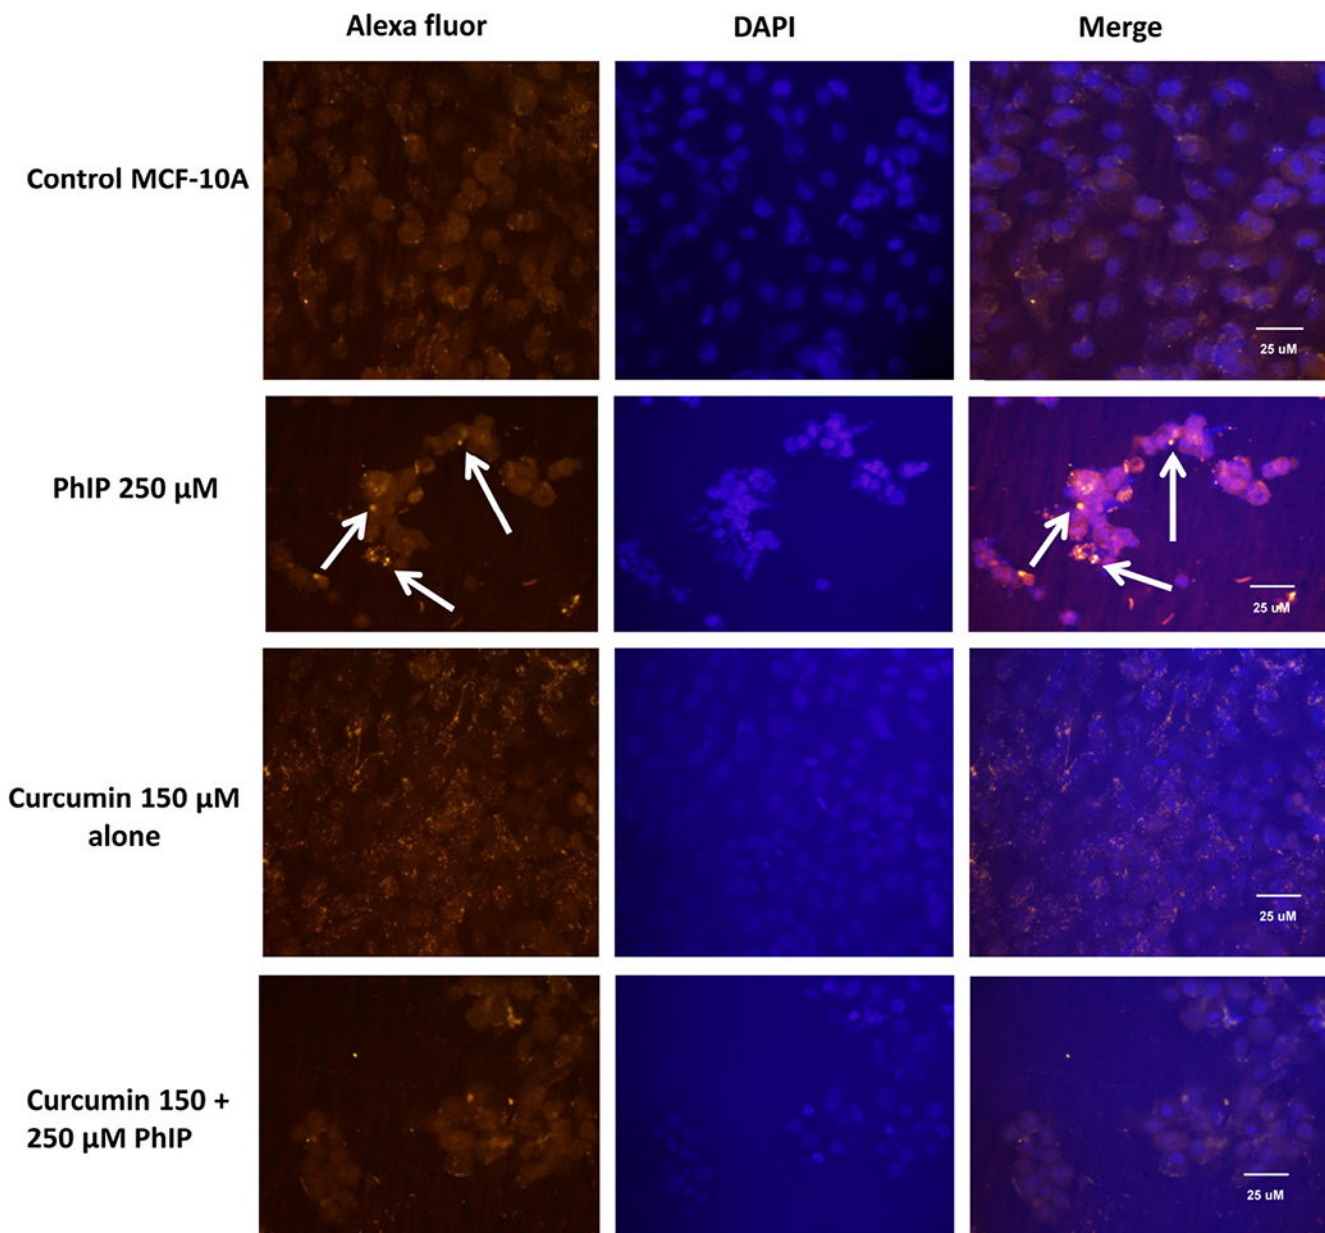 Alexa fluor DAPI Merge
Control MCF-10A
25 uM
PhIP 250 μM
25 uM
Curcumin 150 μM
alone
25 uM
Curcumin 150 +
250 μM PhIP
25 uM